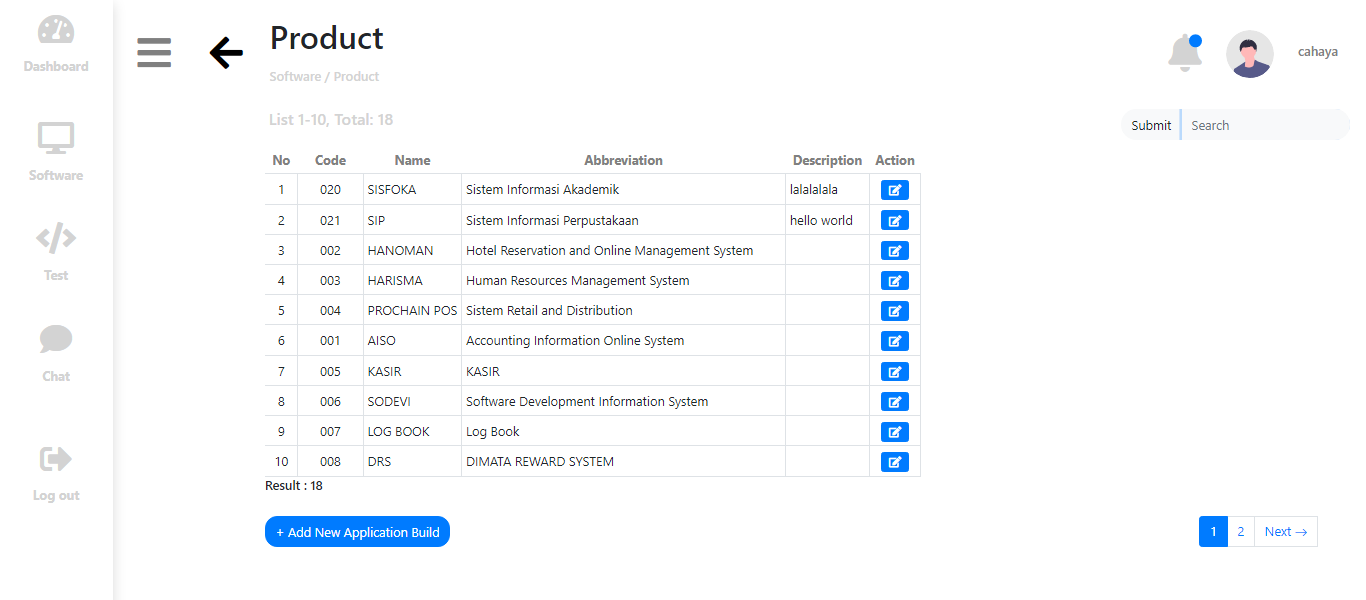 Dashboard
Software
Test
Chat
Log out
Product
Software / Product
cahaya
List 1-10, Total: 18
Submit Search
No Code Name Abbreviation Description Action
1 020 SISFOKA Sistem Informasi Akademik lalalalala
2 021 SIP Sistem Informasi Perpustakaan hello world
3 002 HANOMAN Hotel Reservation and Online Management System
4 003 HARISMA Human Resources Management System
5 004 PROCHAIN POS Sistem Retail and Distribution
6 001 AISO Accounting Information Online System
7 005 KASIR KASIR
8 006 SODEVI Software Development Information System
9 007 LOG BOOK Log Book
10 008 DRS DIMATA REWARD SYSTEM
Result : 18
+ Add New Application Build
1 2 Next →